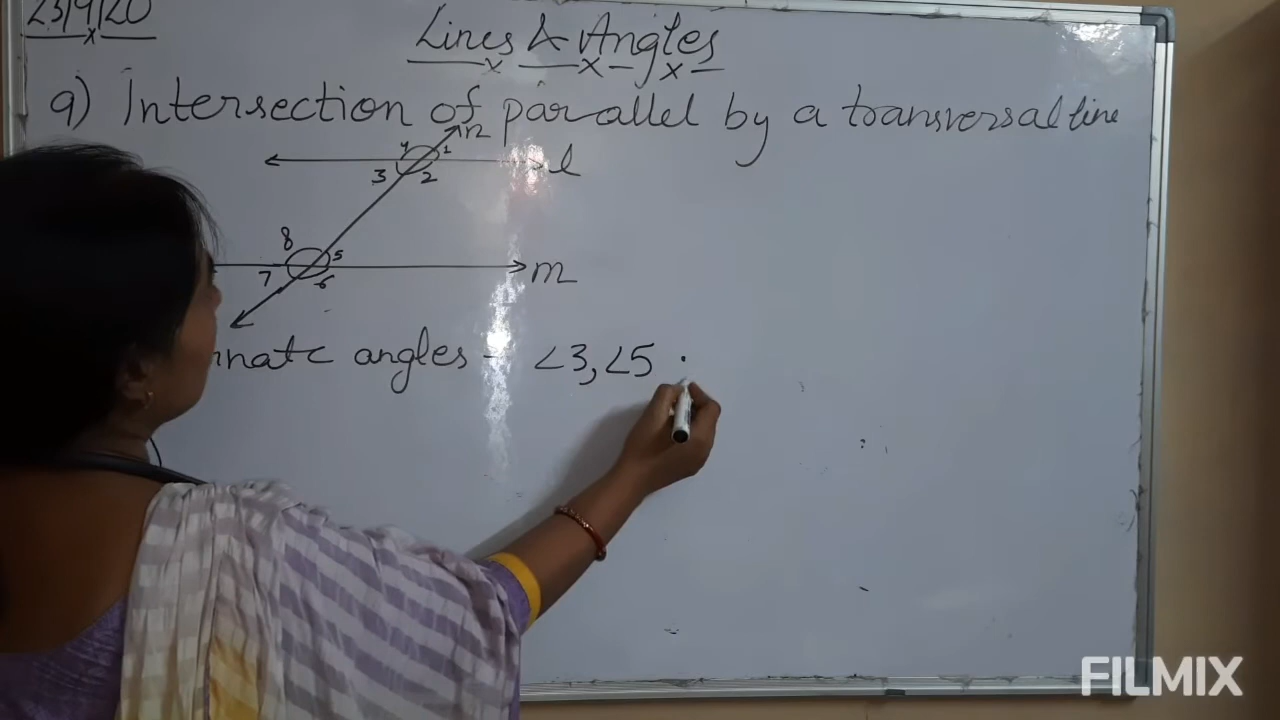 23/9/20
Lines & Angles
9) Intersection of parallel by a transversal line
n
4 1
l
3 2
8 5
m
7 6
nate angles - ∠3, ∠5
FILMIX